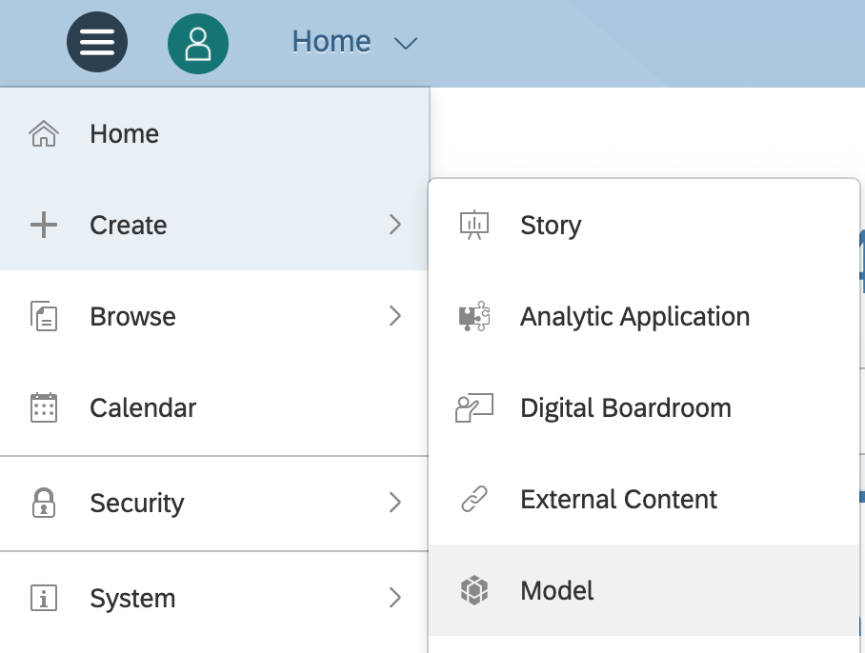 Home
Home
Create
Browse
Calendar
Security
System
Story
Analytic Application
Digital Boardroom
External Content
Model